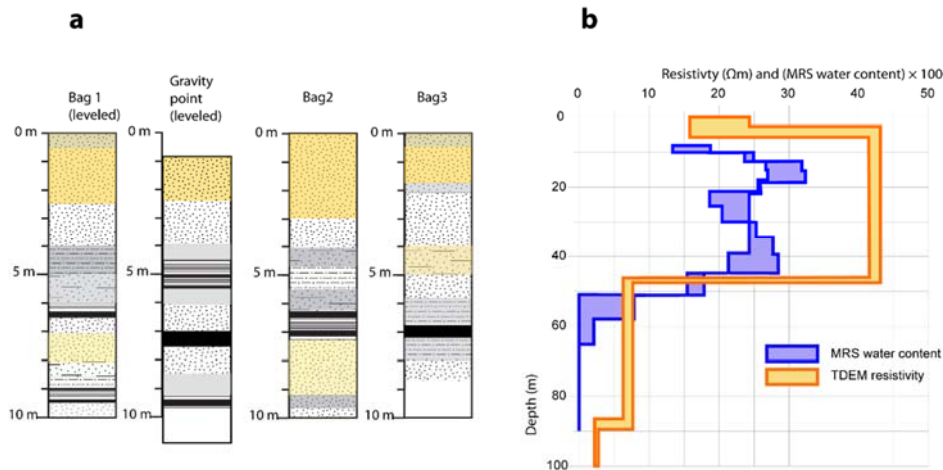 a
b
Bag 1
(leveled)
Gravity
point
(leveled)
Bag2
Bag3
0 m
0 m
0 m
0 m
5 m
5 m
5 m
5 m
10 m
10 m
10 m
10 m
Resistivty (Ωm) and (MRS water content) × 100
0 10 20 30 40 50
0
20
40
60
80
100
Depth (m)
MRS water content
TDEM resistivity